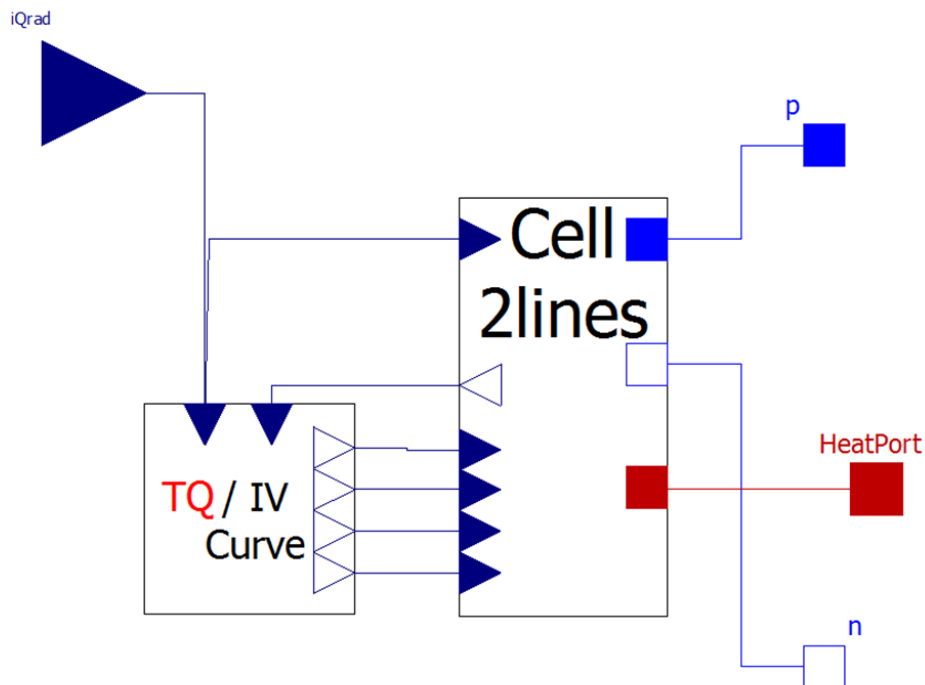 iQrad
p
Cell
2lines
HeatPort
TQ / IV
Curve
n